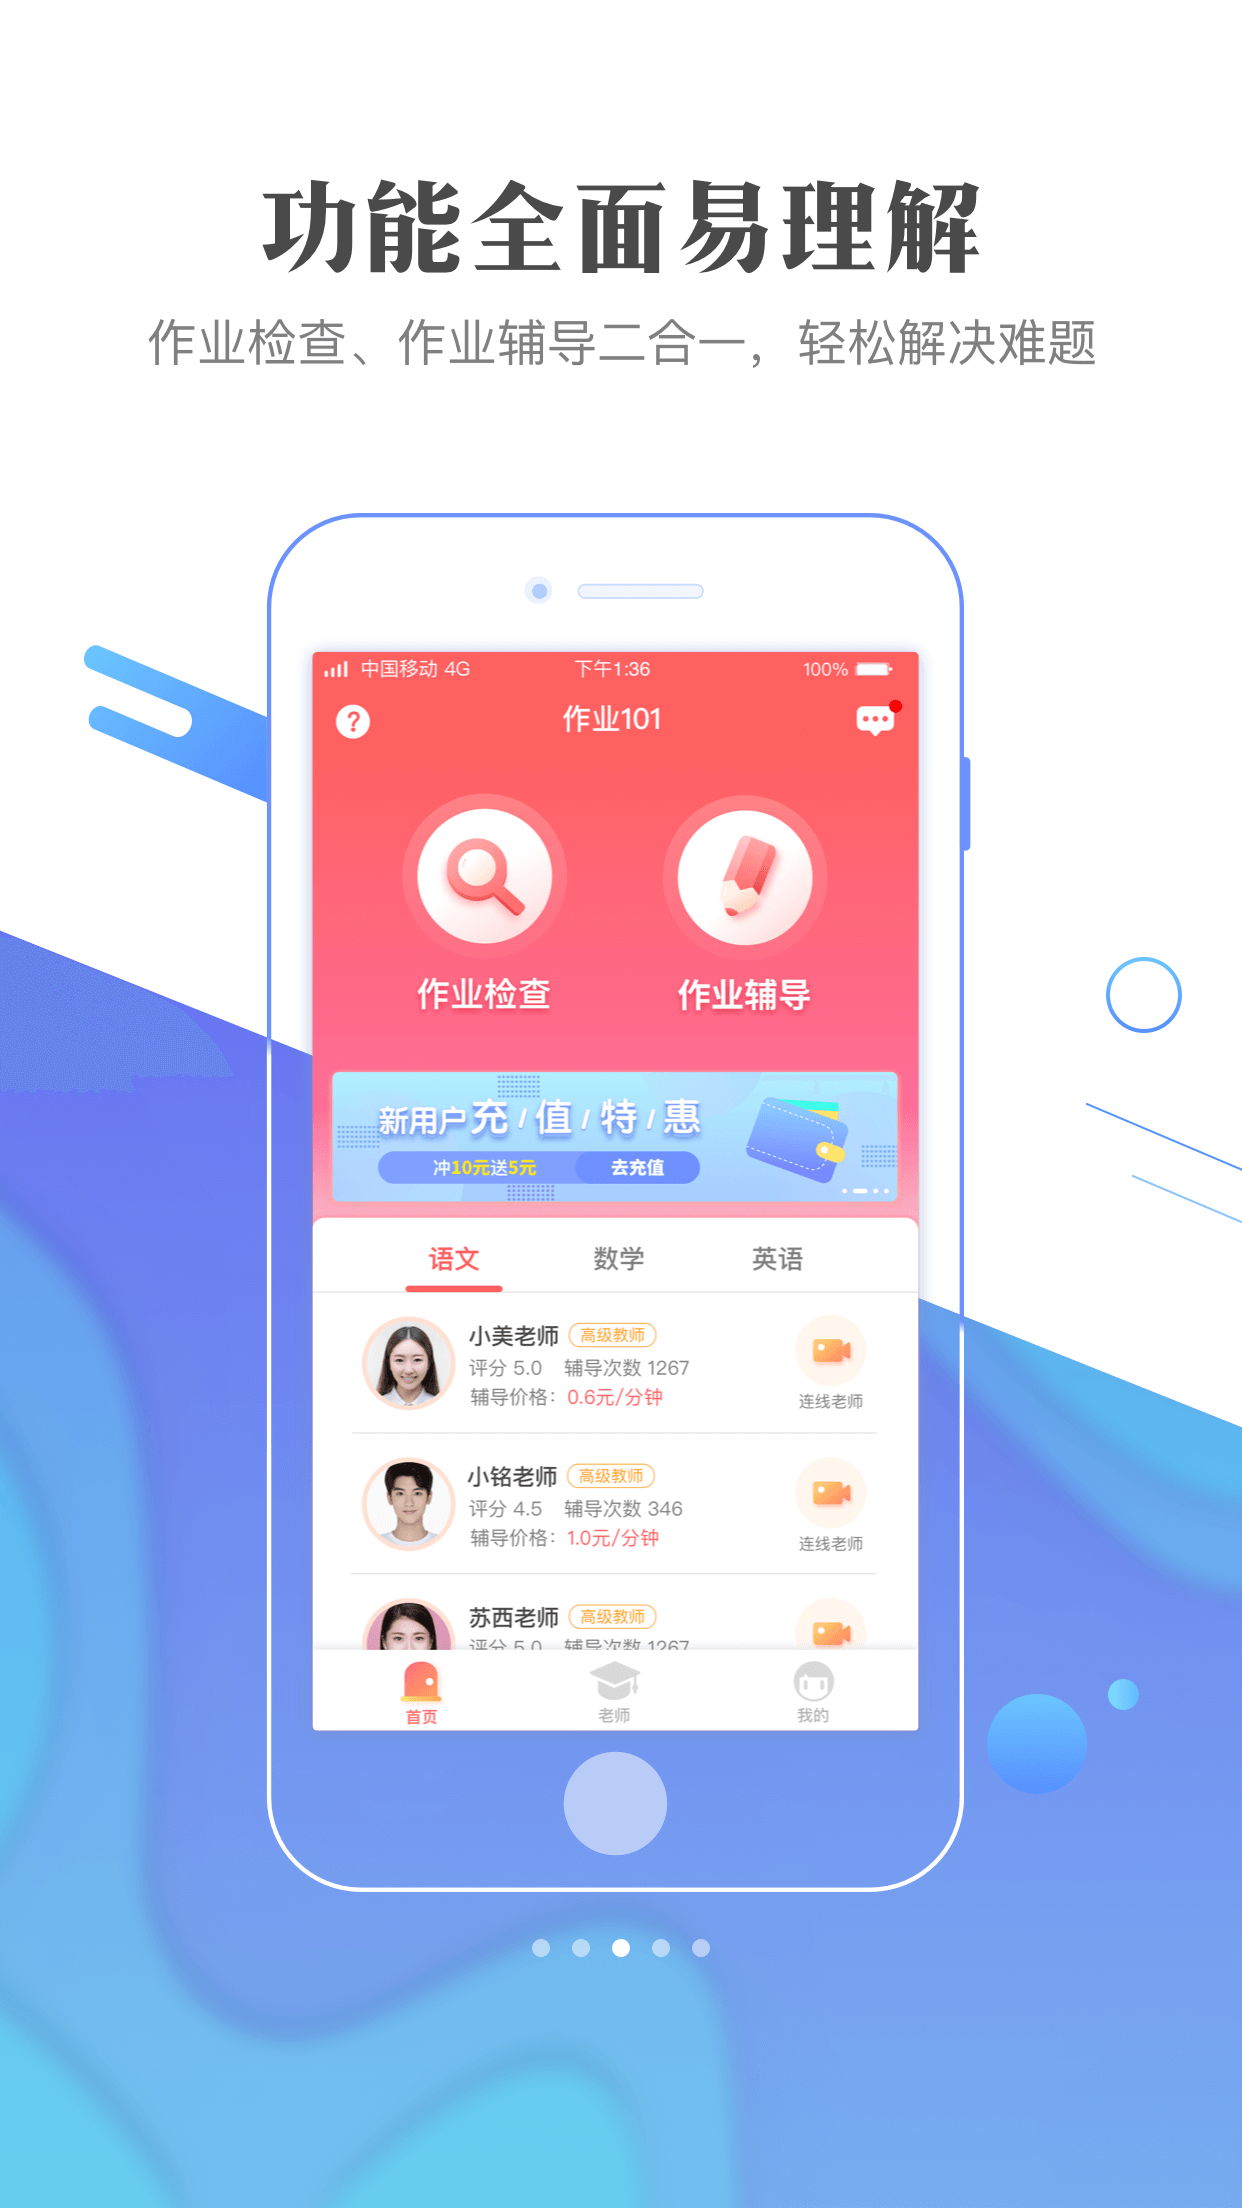 功能全面易理解
作业检查、作业辅导二合一，轻松解决难题
中国移动 4G 下午1:36 100%
? 作业101
作业检查 作业辅导
新用户充/值/特/惠
冲10元送5元 去充值
语文 数学 英语
小美老师 高级教师
评分 5.0 辅导次数 1267
辅导价格：0.6元/分钟
连线老师
小铭老师 高级教师
评分 4.5 辅导次数 346
辅导价格：1.0元/分钟
连线老师
苏西老师 高级教师
评分 5.0 辅导次数 1267
首页 老师 我的